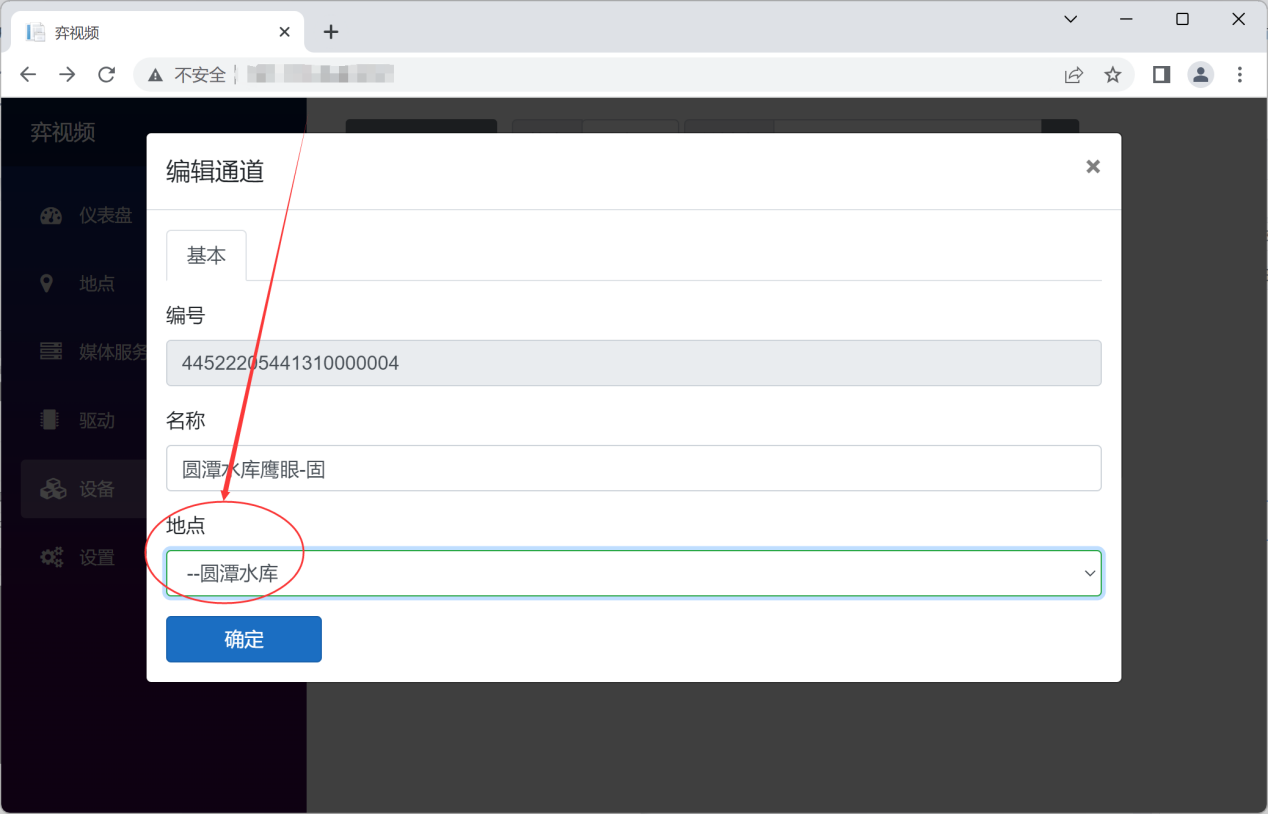 弈视频
不安全
弈视频
编辑通道
仪表盘
基本
地点
编号
44522205441310000004
媒体服务
名称
驱动
圆潭水库鹰眼-固
设备
地点
--圆潭水库
设置
确定